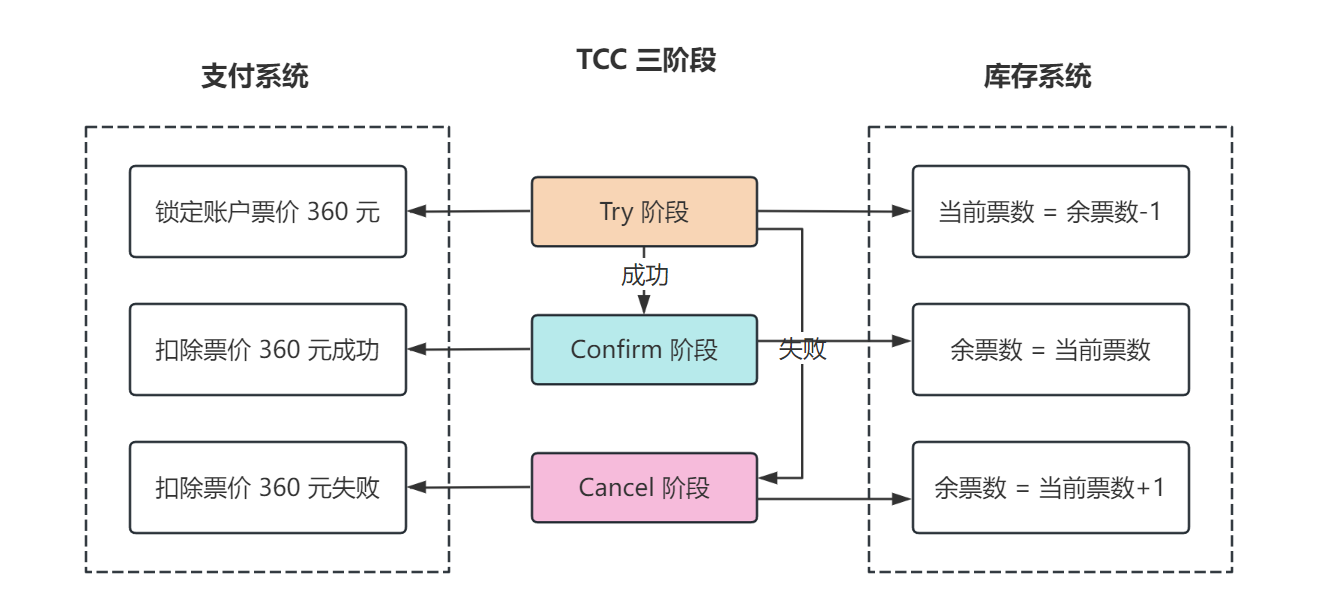 TCC 三阶段
支付系统
库存系统
锁定账户票价 360 元
Try 阶段
当前票数 = 余票数-1
成功
扣除票价 360 元成功
Confirm 阶段
失败
余票数 = 当前票数
扣除票价 360 元失败
Cancel 阶段
余票数 = 当前票数+1